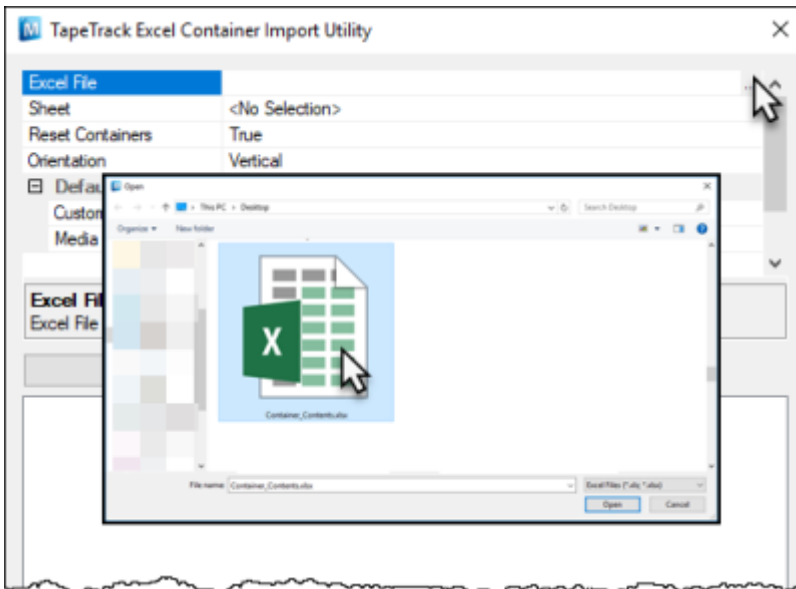 TapeTrack Excel Container Import Utility
Excel File ...
Sheet <No Selection>
Reset Containers True
Orientation Vertical
Custom
Media
Excel
Excel File
Open
This PC > Desktop
Search Desktop
Organize
New folder
X
Container_Contents.xlsx
File name: Container_Contents.xlsx
Excel Files (*.xls; *.xlsx)
Open Cancel